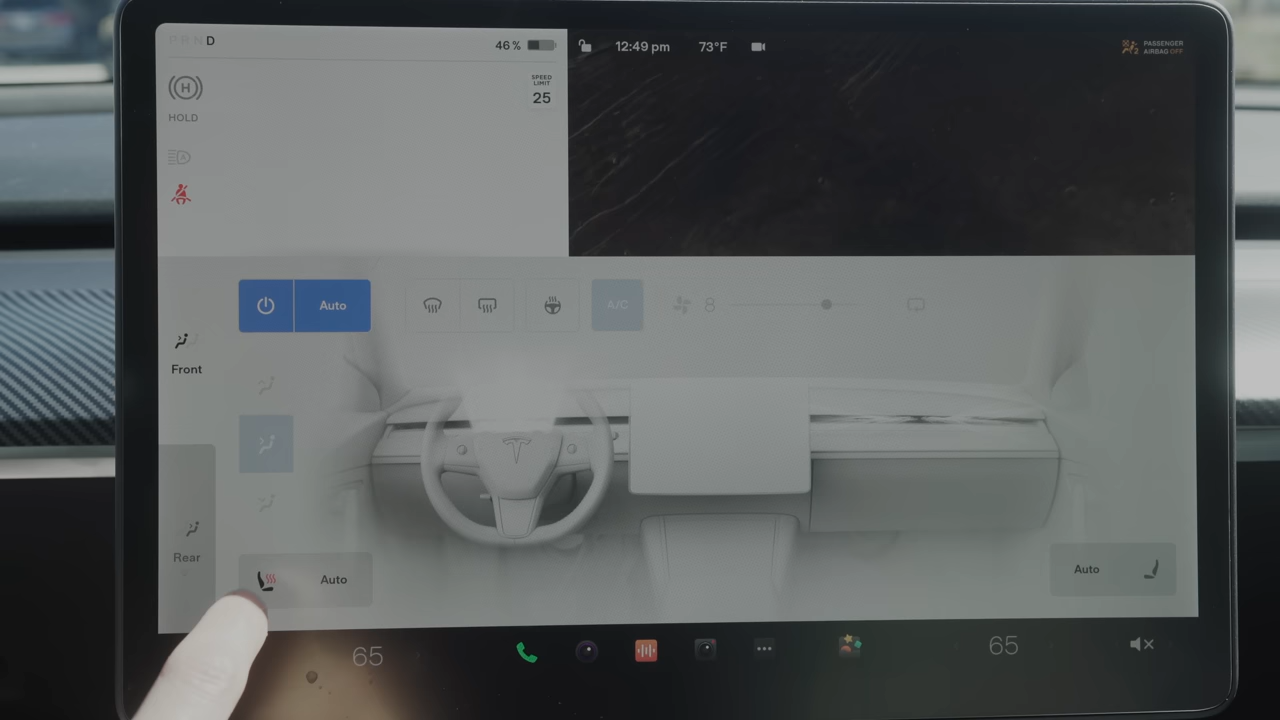 P R N D
46 %
12:49 pm
73°F
PASSENGER
AIRBAG OFF
HOLD
SPEED
LIMIT
25
Auto
A/C
8
Front
Rear
Auto
Auto
65
65